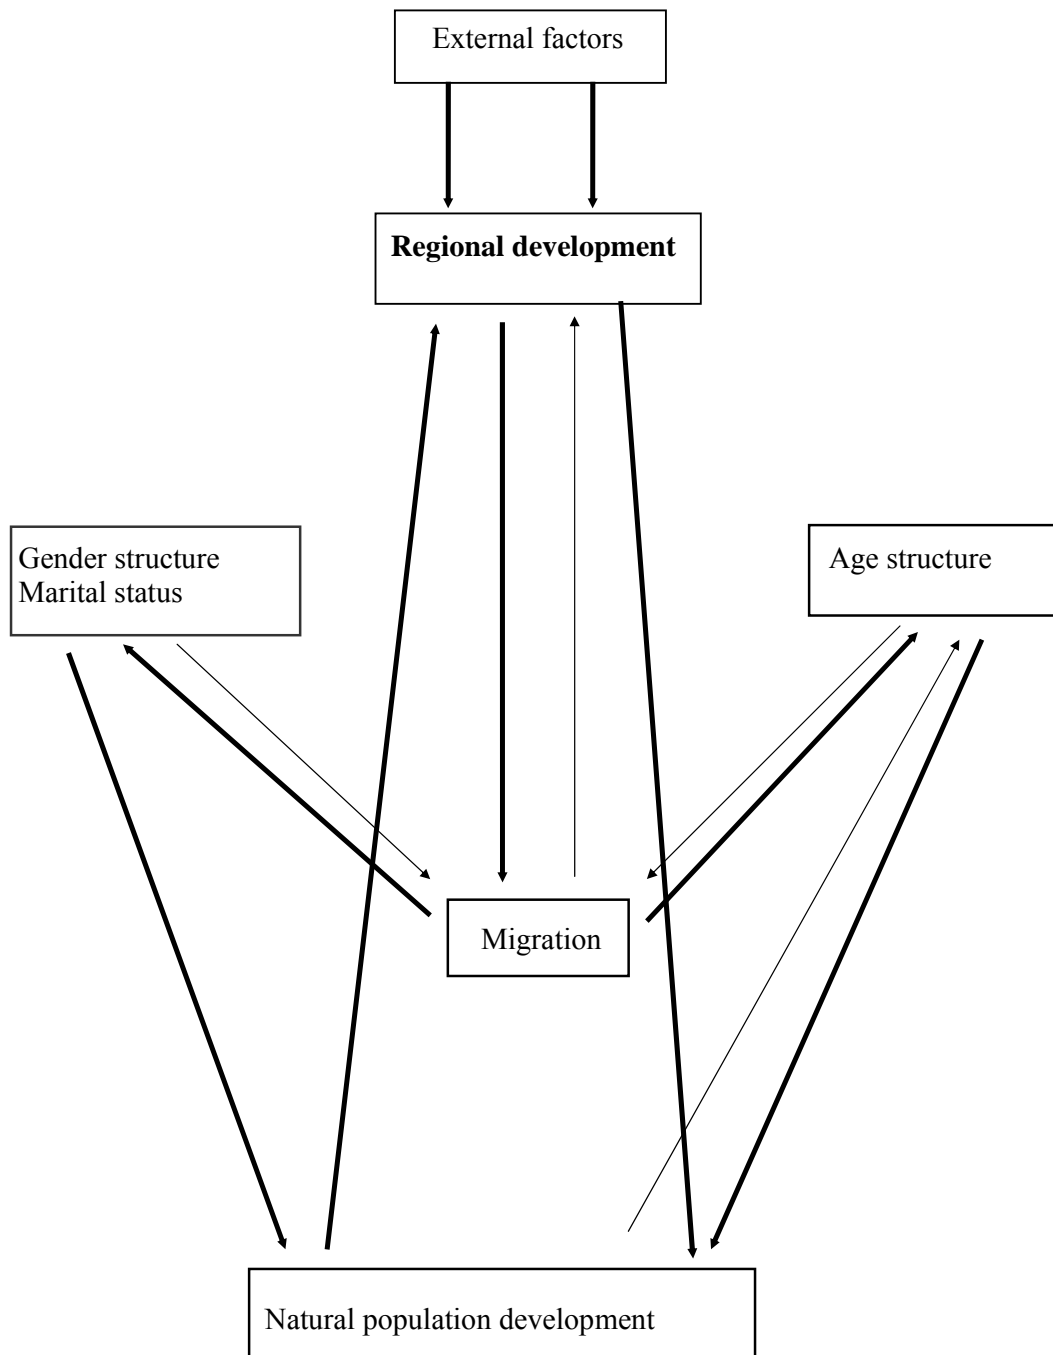 External factors
Regional development
Gender structure
Marital status
Age structure
Migration
Natural population development